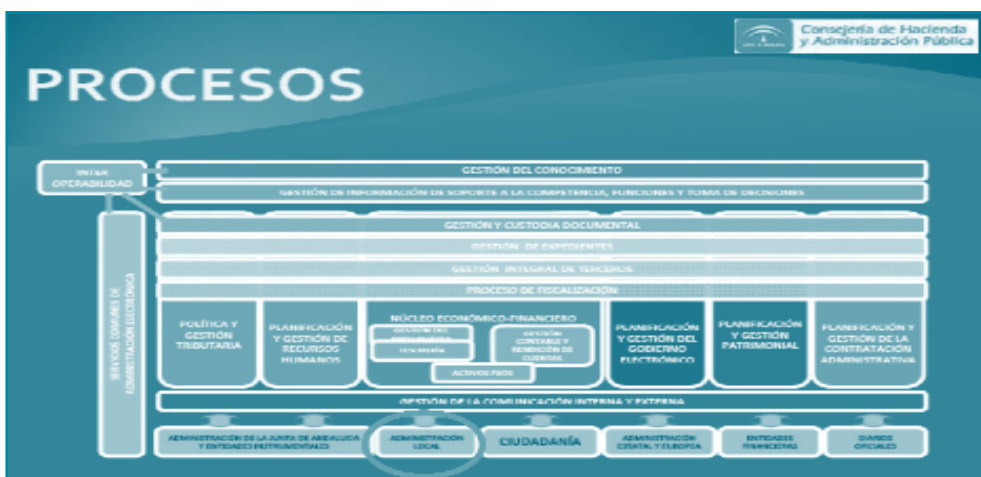 Consejería de Hacienda
y Administración Pública
PROCESOS
INTER
OPERABILIDAD
GESTIÓN DEL CONOCIMIENTO
GESTIÓN DE INFORMACIÓN DE SOPORTE A LA COMPETENCIA, FUNCIONES Y TOMA DE DECISIONES
GESTIÓN Y CUSTODIA DOCUMENTAL
GESTIÓN DE EXPEDIENTES
GESTIÓN INTEGRAL DE TERCEROS
PROCESO DE FISCALIZACIÓN
SERVICIOS COMUNES DE
ADMINISTRACIÓN ELECTRÓNICA
POLÍTICA Y
GESTIÓN
TRIBUTARIA
PLANIFICACIÓN
Y GESTIÓN DE
RECURSOS
HUMANOS
NÚCLEO ECONÓMICO-FINANCIERO
GESTIÓN DEL
TESORERÍA
GESTIÓN
CONTABLE Y
RENDICIÓN DE
CUENTAS
ACTIVOS FIJOS
PLANIFICACIÓN
Y GESTIÓN DEL
GOBIERNO
ELECTRÓNICO
PLANIFICACIÓN
Y GESTIÓN
PATRIMONIAL
PLANIFICACIÓN Y
GESTIÓN DE LA
CONTRATACIÓN
ADMINISTRATIVA
GESTIÓN DE LA COMUNICACIÓN INTERNA Y EXTERNA
ADMINISTRACIÓN DE LA JUNTA DE ANDALUCIA
Y ENTIDADES INSTRUMENTALES
ADMINISTRACIÓN
LOCAL
CIUDADANÍA
ADMINISTRACIÓN
ESTATAL Y EUROPEA
ENTIDADES
FINANCIERAS
DIARIOS
OFICIALES